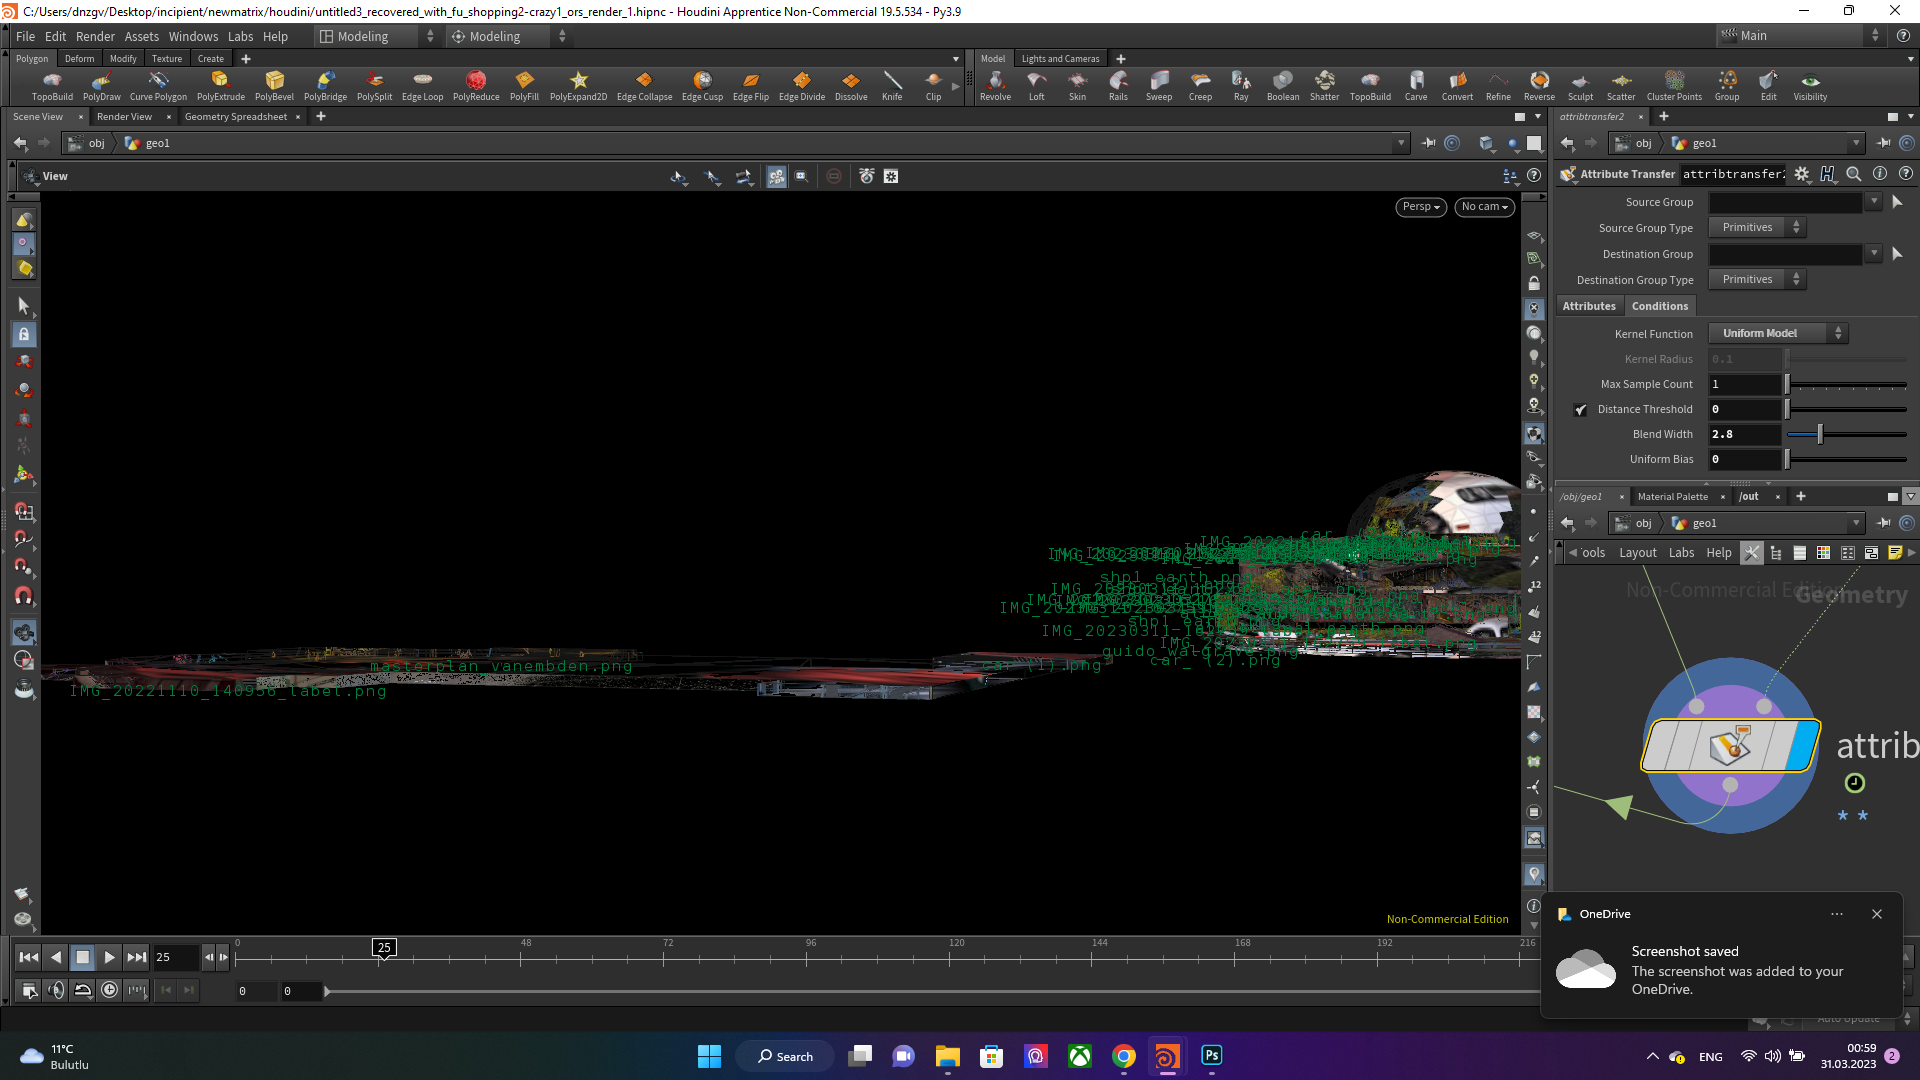 C:/Users/dnzgv/Desktop/incipient/newmatrix/houdini/untitled3_recovered_with_fu_shopping2-crazy1_ors_render_1.hipnc - Houdini Apprentice Non-Commercial 19.5.534 - Py3.9
File Edit Render Assets Windows Labs Help Modeling Modeling Main
Polygon Deform Modify Texture Create
Model Lights and Cameras
TopoBuild PolyDraw Curve Polygon PolyExtrude PolyBevel PolyBridge PolySplit Edge Loop PolyReduce PolyFill PolyExpand2D Edge Collapse Edge Cusp Edge Flip Edge Divide Dissolve Knife Clip
Revolve Loft Skin Rails Sweep Creep Ray Boolean Shatter TopoBuild Carve Convert Refine Reverse Sculpt Scatter Cluster Points Group Edit Visibility
Scene View Render View Geometry Spreadsheet
attribtransfer2
obj geo1
obj geo1
View
Attribute Transfer attribtransfer2
Persp No cam
Source Group
Source Group Type Primitives
Destination Group
Destination Group Type Primitives
Attributes Conditions
Kernel Function Uniform Model
Kernel Radius 0.1
Max Sample Count 1
Distance Threshold 0
Blend Width 2.8
Uniform Bias 0
/obj/geo1 Material Palette /out
obj geo1
ools Layout Labs Help
Non-Commercial Edition
Geometry
attrib
shp1_earth.png
guido_walgrave.png
car_ (2).png
car (1).png
masterplan_vanembden.png
IMG_20221110_140956_label.png
Non-Commercial Edition
OneDrive
Screenshot saved
The screenshot was added to your
OneDrive.
0 25 48 72 96 120 144 168 192 216
25
0 0
Auto Update
11°C
Bulutlu
Search
ENG
00:59
31.03.2023
2